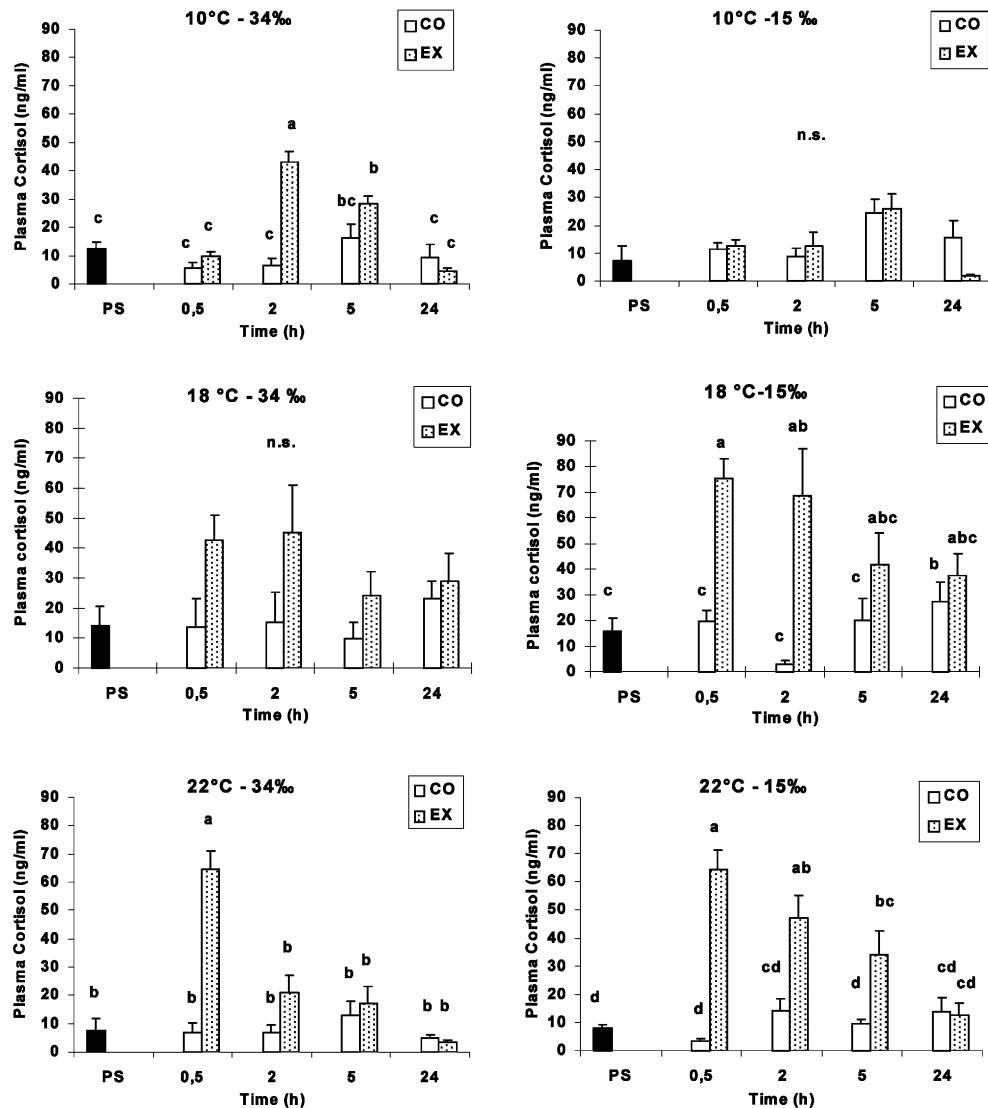 10°C - 34‰
CO
EX
Plasma Cortisol (ng/ml)
90
80
70
60
50
40
30
20
10
0
c
c
c
c
a
bc
b
c
c
PS
0,5
2
5
24
Time (h)
10°C -15 ‰
CO
EX
Plasma Cortisol (ng/ml)
90
80
70
60
50
40
30
20
10
0
n.s.
PS
0,5
2
5
24
Time (h)
18 °C - 34 ‰
CO
EX
Plasma cortisol (ng/ml)
90
80
70
60
50
40
30
20
10
0
n.s.
PS
0,5
2
5
24
Time (h)
18 °C-15‰
CO
EX
Plasma cortisol (ng/ml)
90
80
70
60
50
40
30
20
10
0
c
c
a
c
ab
c
abc
b
abc
PS
0,5
2
5
24
Time (h)
22°C - 34‰
CO
EX
Plasma Cortisol (ng/ml)
90
80
70
60
50
40
30
20
10
0
b
b
a
b
b
b
b
b
b
PS
0,5
2
5
24
Time (h)
22°C - 15‰
CO
EX
Plasma Cortisol (ng/ml)
90
80
70
60
50
40
30
20
10
0
d
d
a
cd
ab
d
bc
cd
cd
PS
0,5
2
5
24
Time (h)